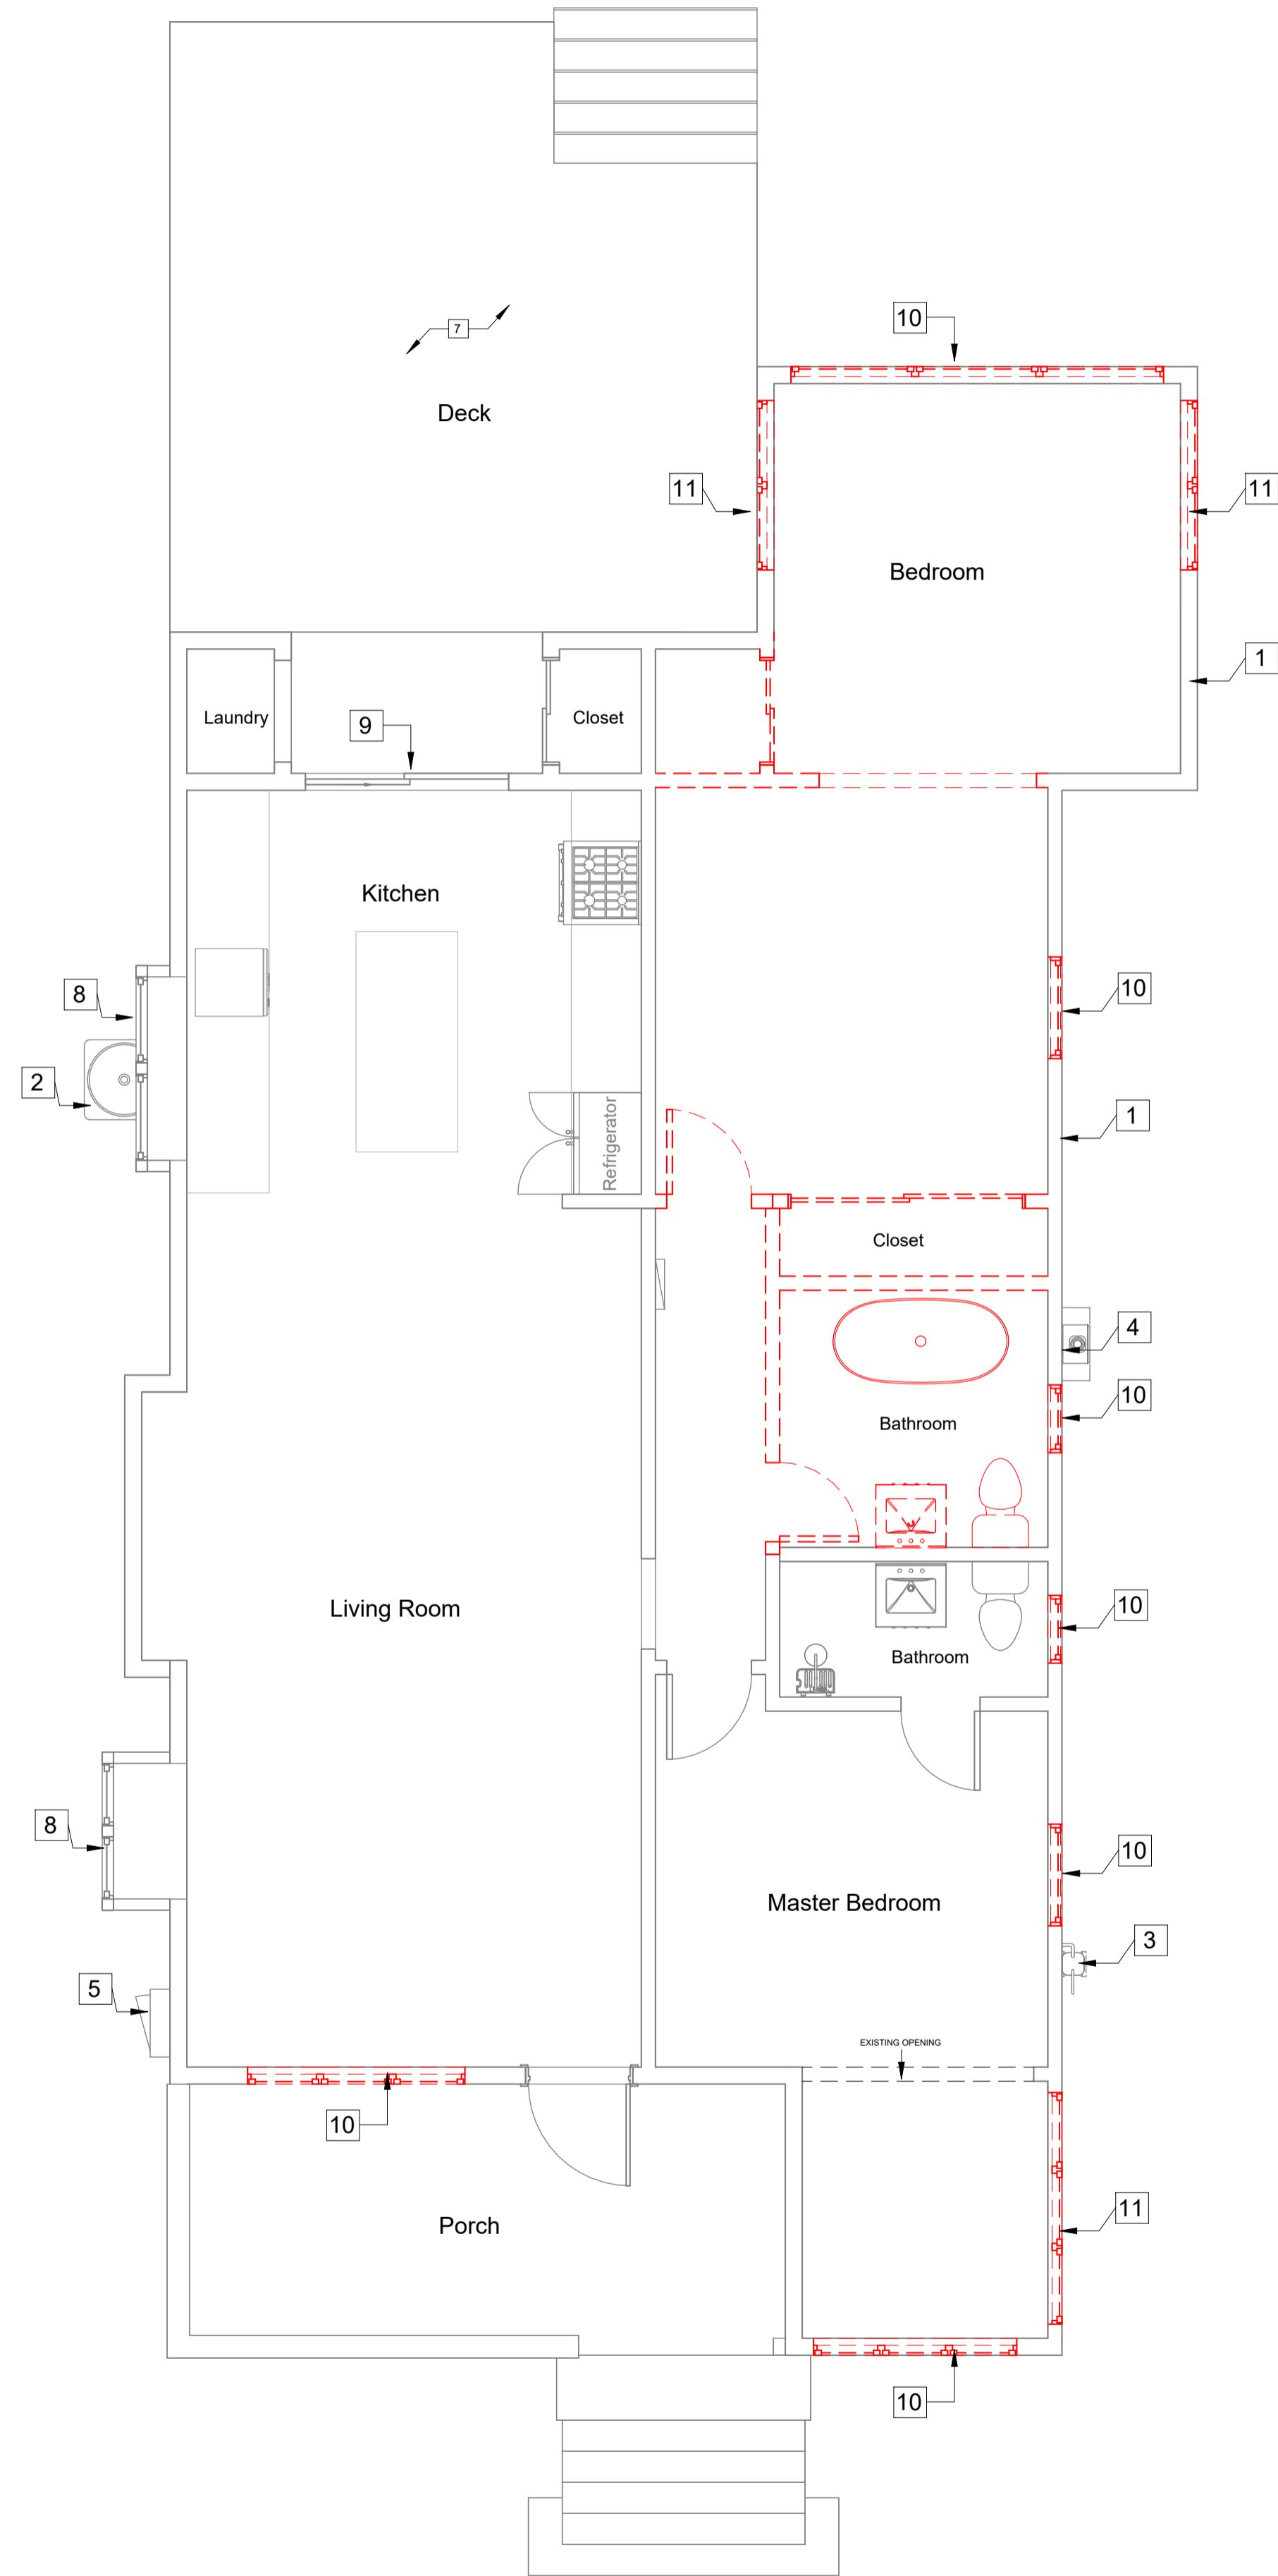 10
7
Deck
11
11
Bedroom
1
Laundry
9
Closet
Kitchen
8
10
2
Refrigerator
1
Closet
4
10
Bathroom
Living Room
10
Bathroom
8
10
Master Bedroom
3
5
EXISTING OPENING
10
11
Porch
10